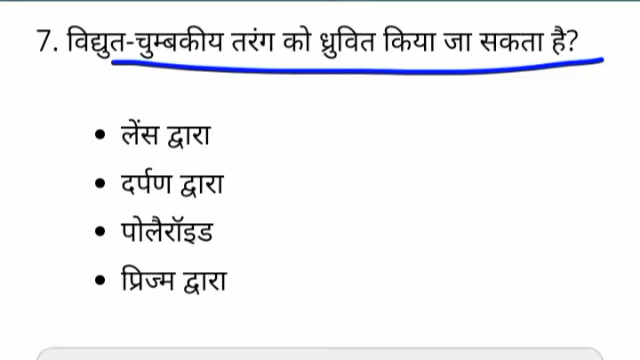 7. विद्युत-चुम्बकीय तरंग को ध्रुवित किया जा सकता है?
• लेंस द्वारा
• दर्पण द्वारा
• पोलैरॉइड
• प्रिज्म द्वारा